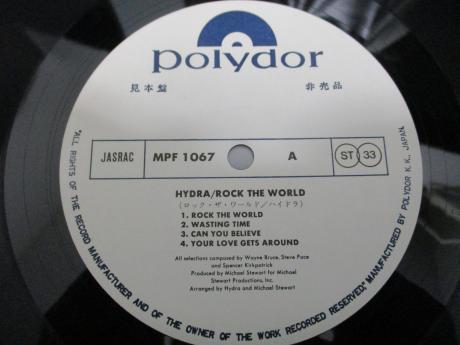 polydor
見本盤 非売品
JASRAC MPF 1067 A ST 33
HYDRA/ROCK THE WORLD
(ロック・ザ・ワールド/ハイドラ)
1. ROCK THE WORLD
2. WASTING TIME
3. CAN YOU BELIEVE
4. YOUR LOVE GETS AROUND
All selections composed by Wayne Bruce, Steve Pace
and Spencer Kirkpatrick
Produced by Michael Stewart for Michael
Stewart Productions, Inc.
Arranged by Hydra and Michael Stewart
"ALL RIGHTS OF THE RECORD MANUFACTURER AND OF THE OWNER OF THE WORK RECORDED RESERVED," MANUFACTURED BY POLYDOR K. K., JAPAN.